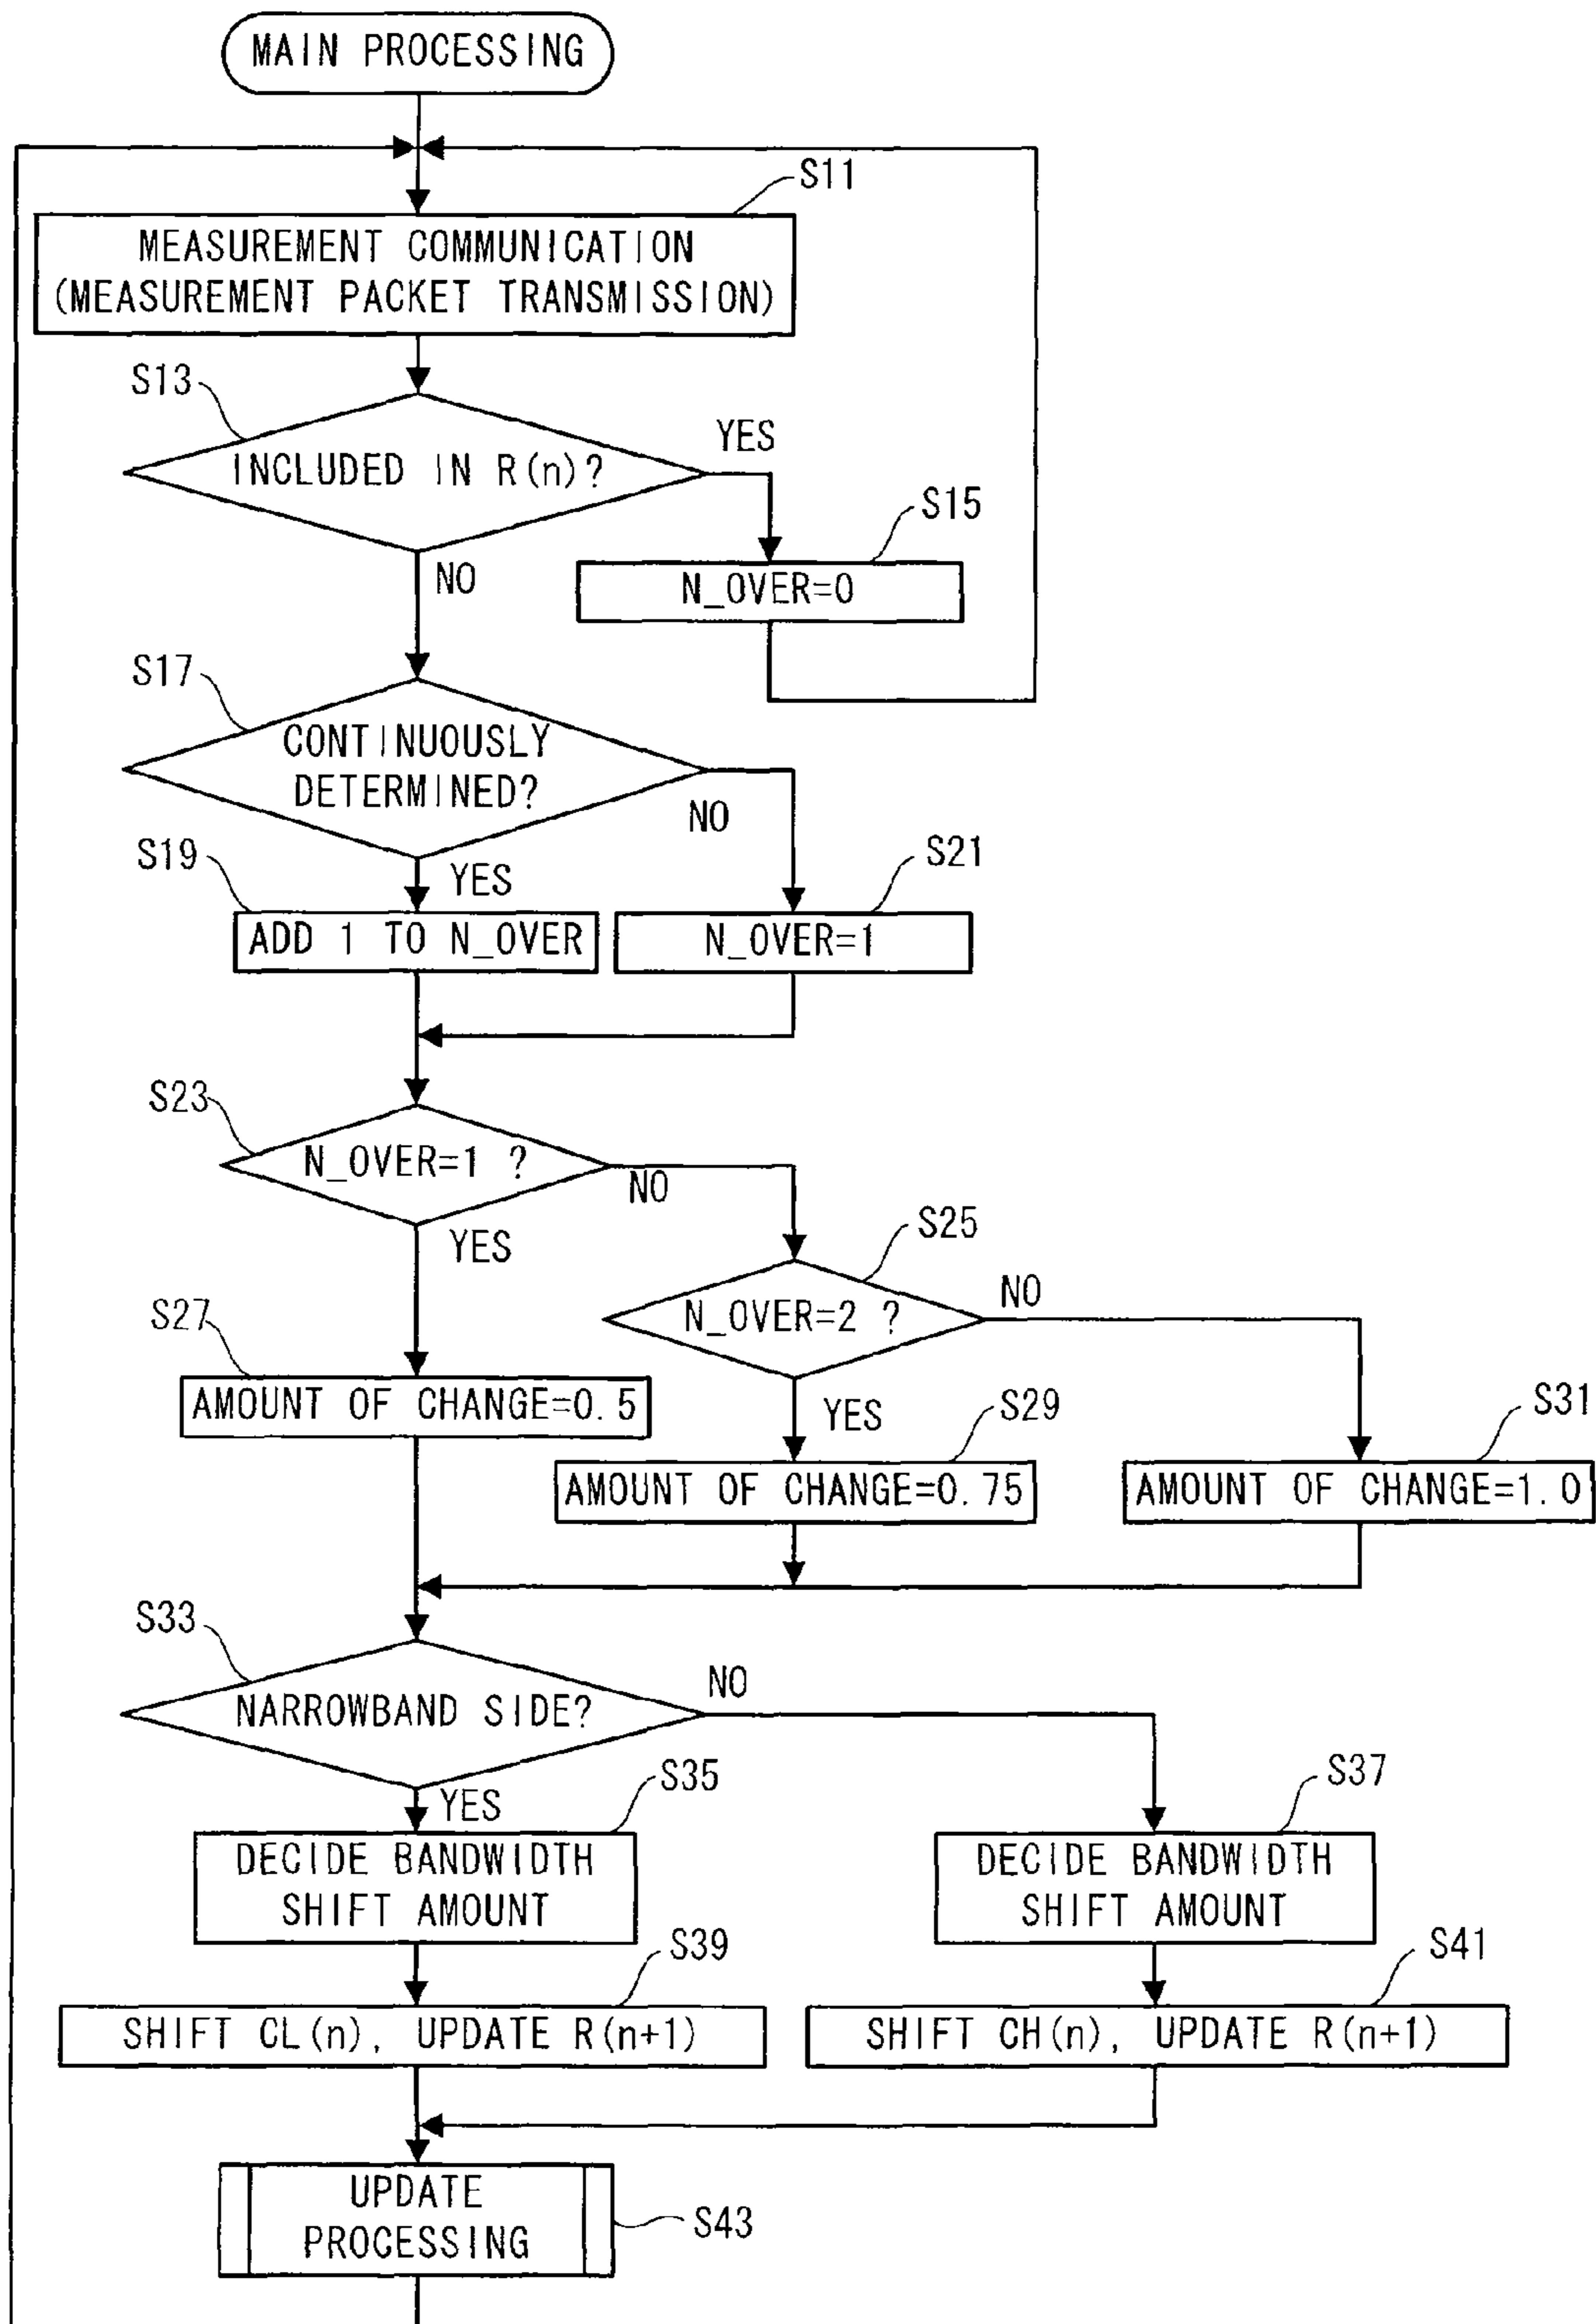 MAIN PROCESSING
S11
MEASUREMENT COMMUNICATION
(MEASUREMENT PACKET TRANSMISSION)
S13
INCLUDED IN R(n)?
YES
NO
S15
N_OVER=0
S17
CONTINUOUSLY
DETERMINED?
NO
YES
S19
ADD 1 TO N_OVER
S21
N_OVER=1
S23
N_OVER=1 ?
NO
YES
S25
N_OVER=2 ?
NO
YES
S27
AMOUNT OF CHANGE=0.5
S29
AMOUNT OF CHANGE=0.75
S31
AMOUNT OF CHANGE=1.0
S33
NARROWBAND SIDE?
NO
YES
S35
DECIDE BANDWIDTH
SHIFT AMOUNT
S37
DECIDE BANDWIDTH
SHIFT AMOUNT
S39
SHIFT CL(n), UPDATE R(n+1)
S41
SHIFT CH(n), UPDATE R(n+1)
UPDATE
PROCESSING
S43